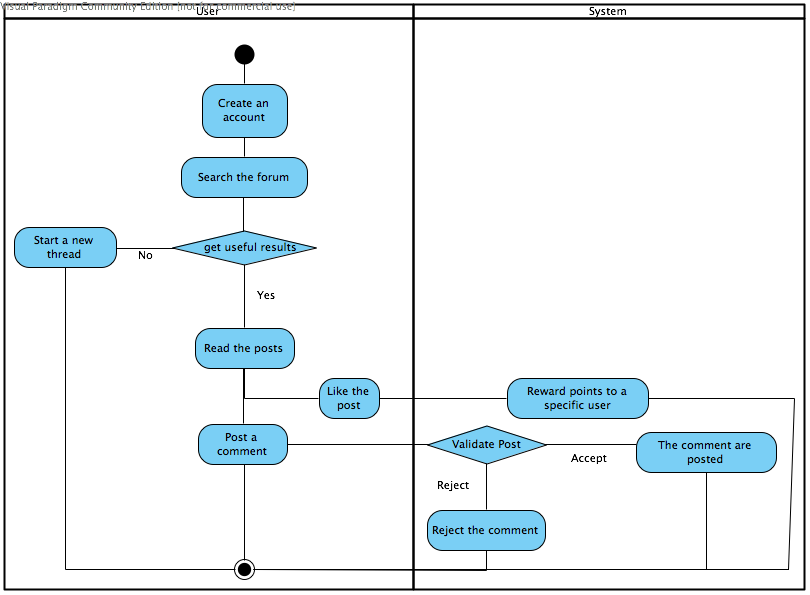 Visual Paradigm Community Edition [not for commercial use]
User
System
Create an
account
Search the forum
get useful results
Start a new
thread
No
Yes
Read the posts
Like the
post
Reward points to a
specific user
Post a
comment
Validate Post
The comment are
posted
Accept
Reject
Reject the comment